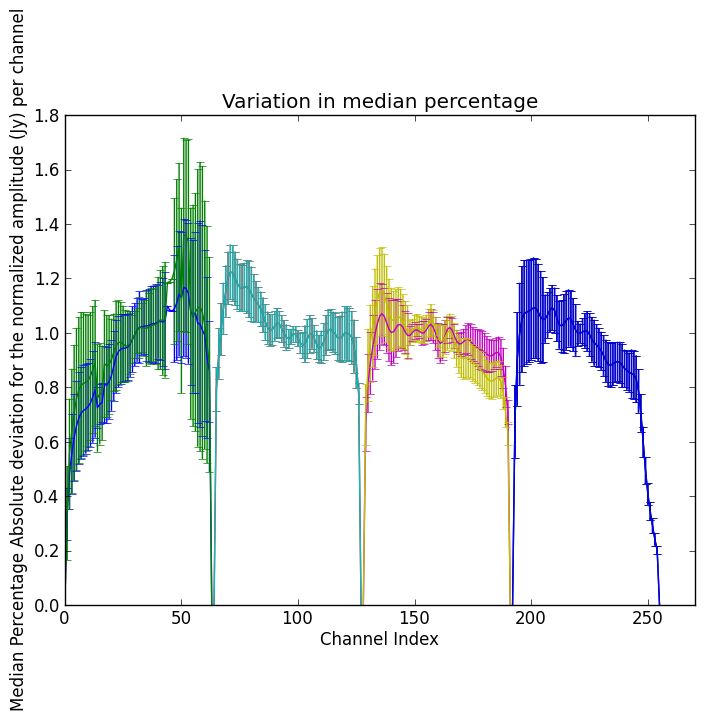 Variation in median percentage
Median Percentage Absolute deviation for the normalized amplitude (Jy) per channel
1.8
1.6
1.4
1.2
1.0
0.8
0.6
0.4
0.2
0.0
0 50 100 150 200 250
Channel Index